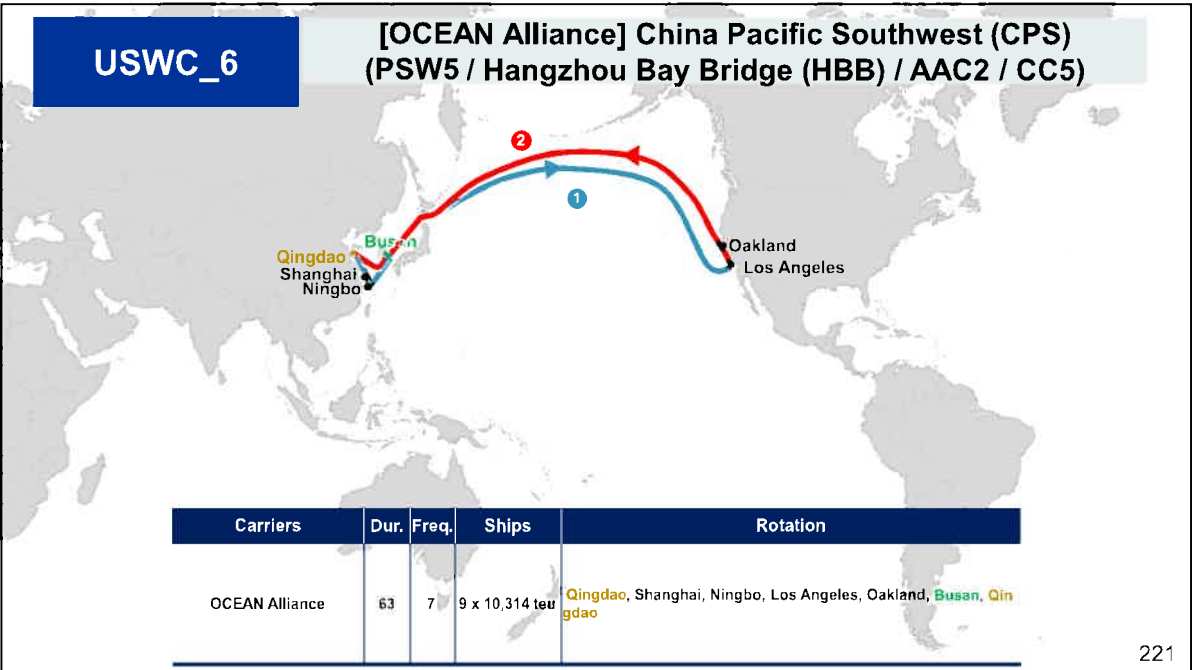 USWC_6
[OCEAN Alliance] China Pacific Southwest (CPS)
(PSW5 / Hangzhou Bay Bridge (HBB) / AAC2 / CC5)
2
1
Busan
Qingdao
Shanghai
Ningbo
Oakland
Los Angeles
Carriers Dur. Freq. Ships Rotation
OCEAN Alliance 63 7 9 x 10,314 teu Qingdao, Shanghai, Ningbo, Los Angeles, Oakland, Busan, Qin
gdao
221